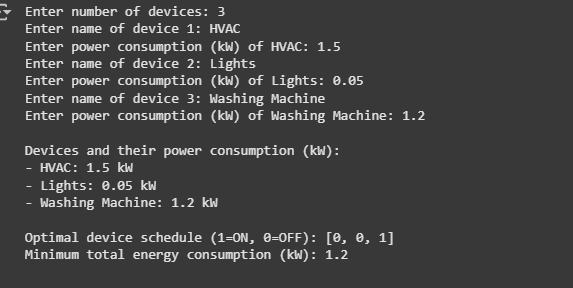 Enter number of devices: 3
Enter name of device 1: HVAC
Enter power consumption (kW) of HVAC: 1.5
Enter name of device 2: Lights
Enter power consumption (kW) of Lights: 0.05
Enter name of device 3: Washing Machine
Enter power consumption (kW) of Washing Machine: 1.2
Devices and their power consumption (kW):
- HVAC: 1.5 kW
- Lights: 0.05 kW
- Washing Machine: 1.2 kW
Optimal device schedule (1=ON, 0=OFF): [0, 0, 1]
Minimum total energy consumption (kW): 1.2